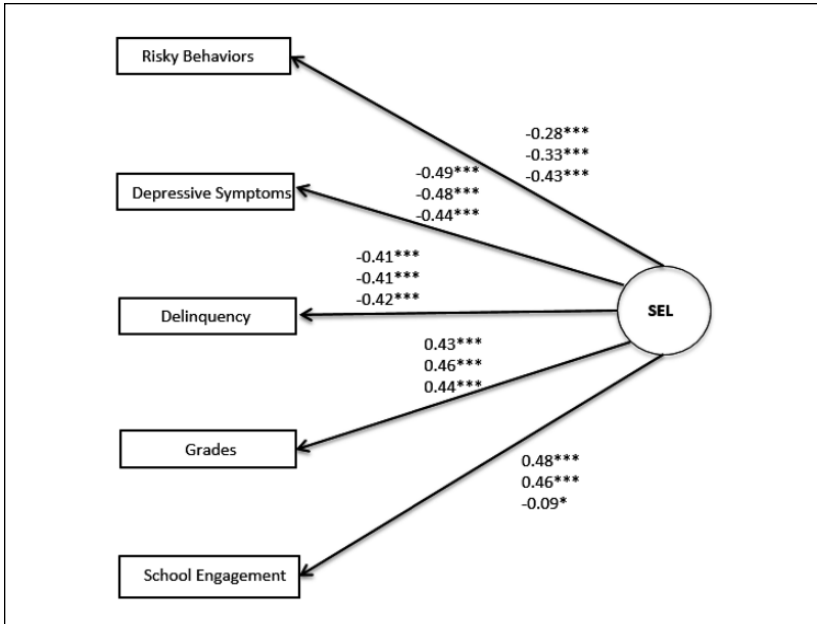 Risky Behaviors
-0.28***
-0.33***
-0.43***
Depressive Symptoms
-0.49***
-0.48***
-0.44***
Delinquency
-0.41***
-0.41***
-0.42***
SEL
Grades
0.43***
0.46***
0.44***
School Engagement
0.48***
0.46***
-0.09*